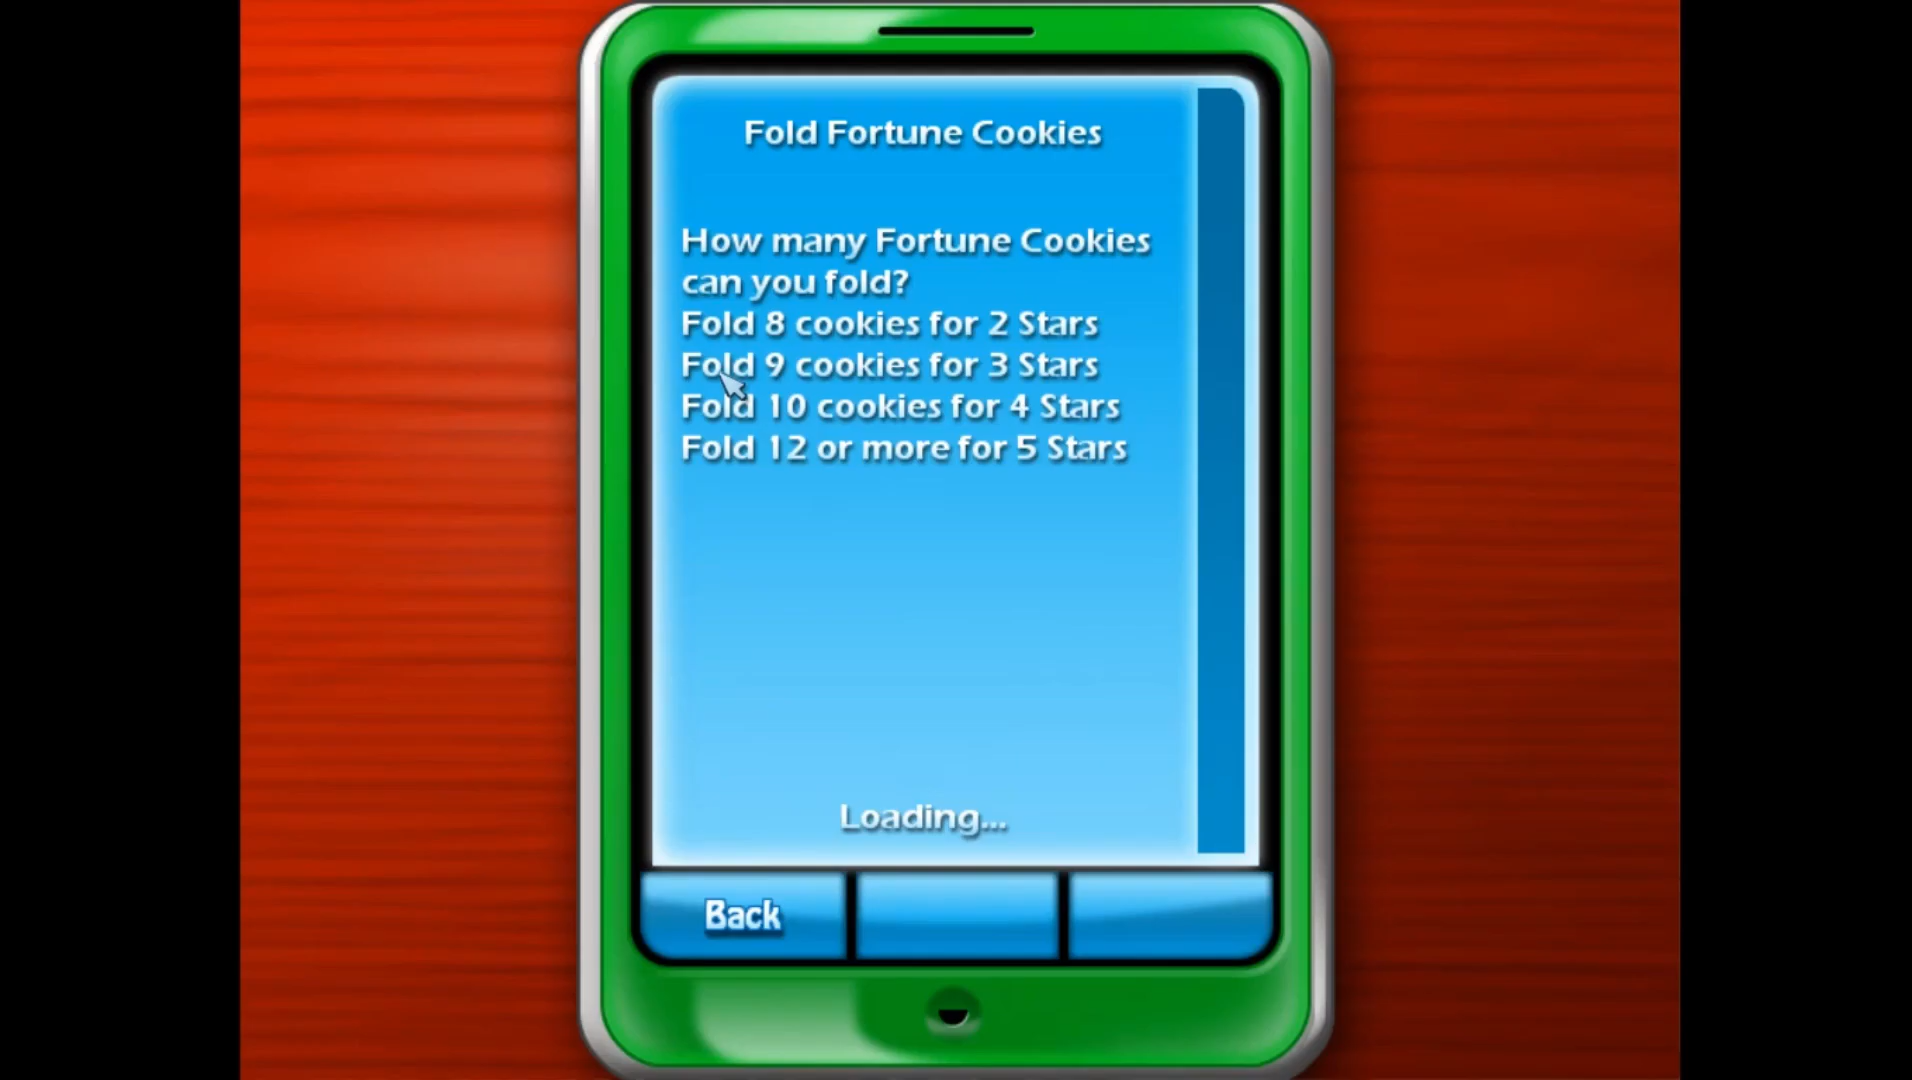 Fold Fortune Cookies
How many Fortune Cookies
can you fold?
Fold 8 cookies for 2 Stars
Fold 9 cookies for 3 Stars
Fold 10 cookies for 4 Stars
Fold 12 or more for 5 Stars
Loading...
Back